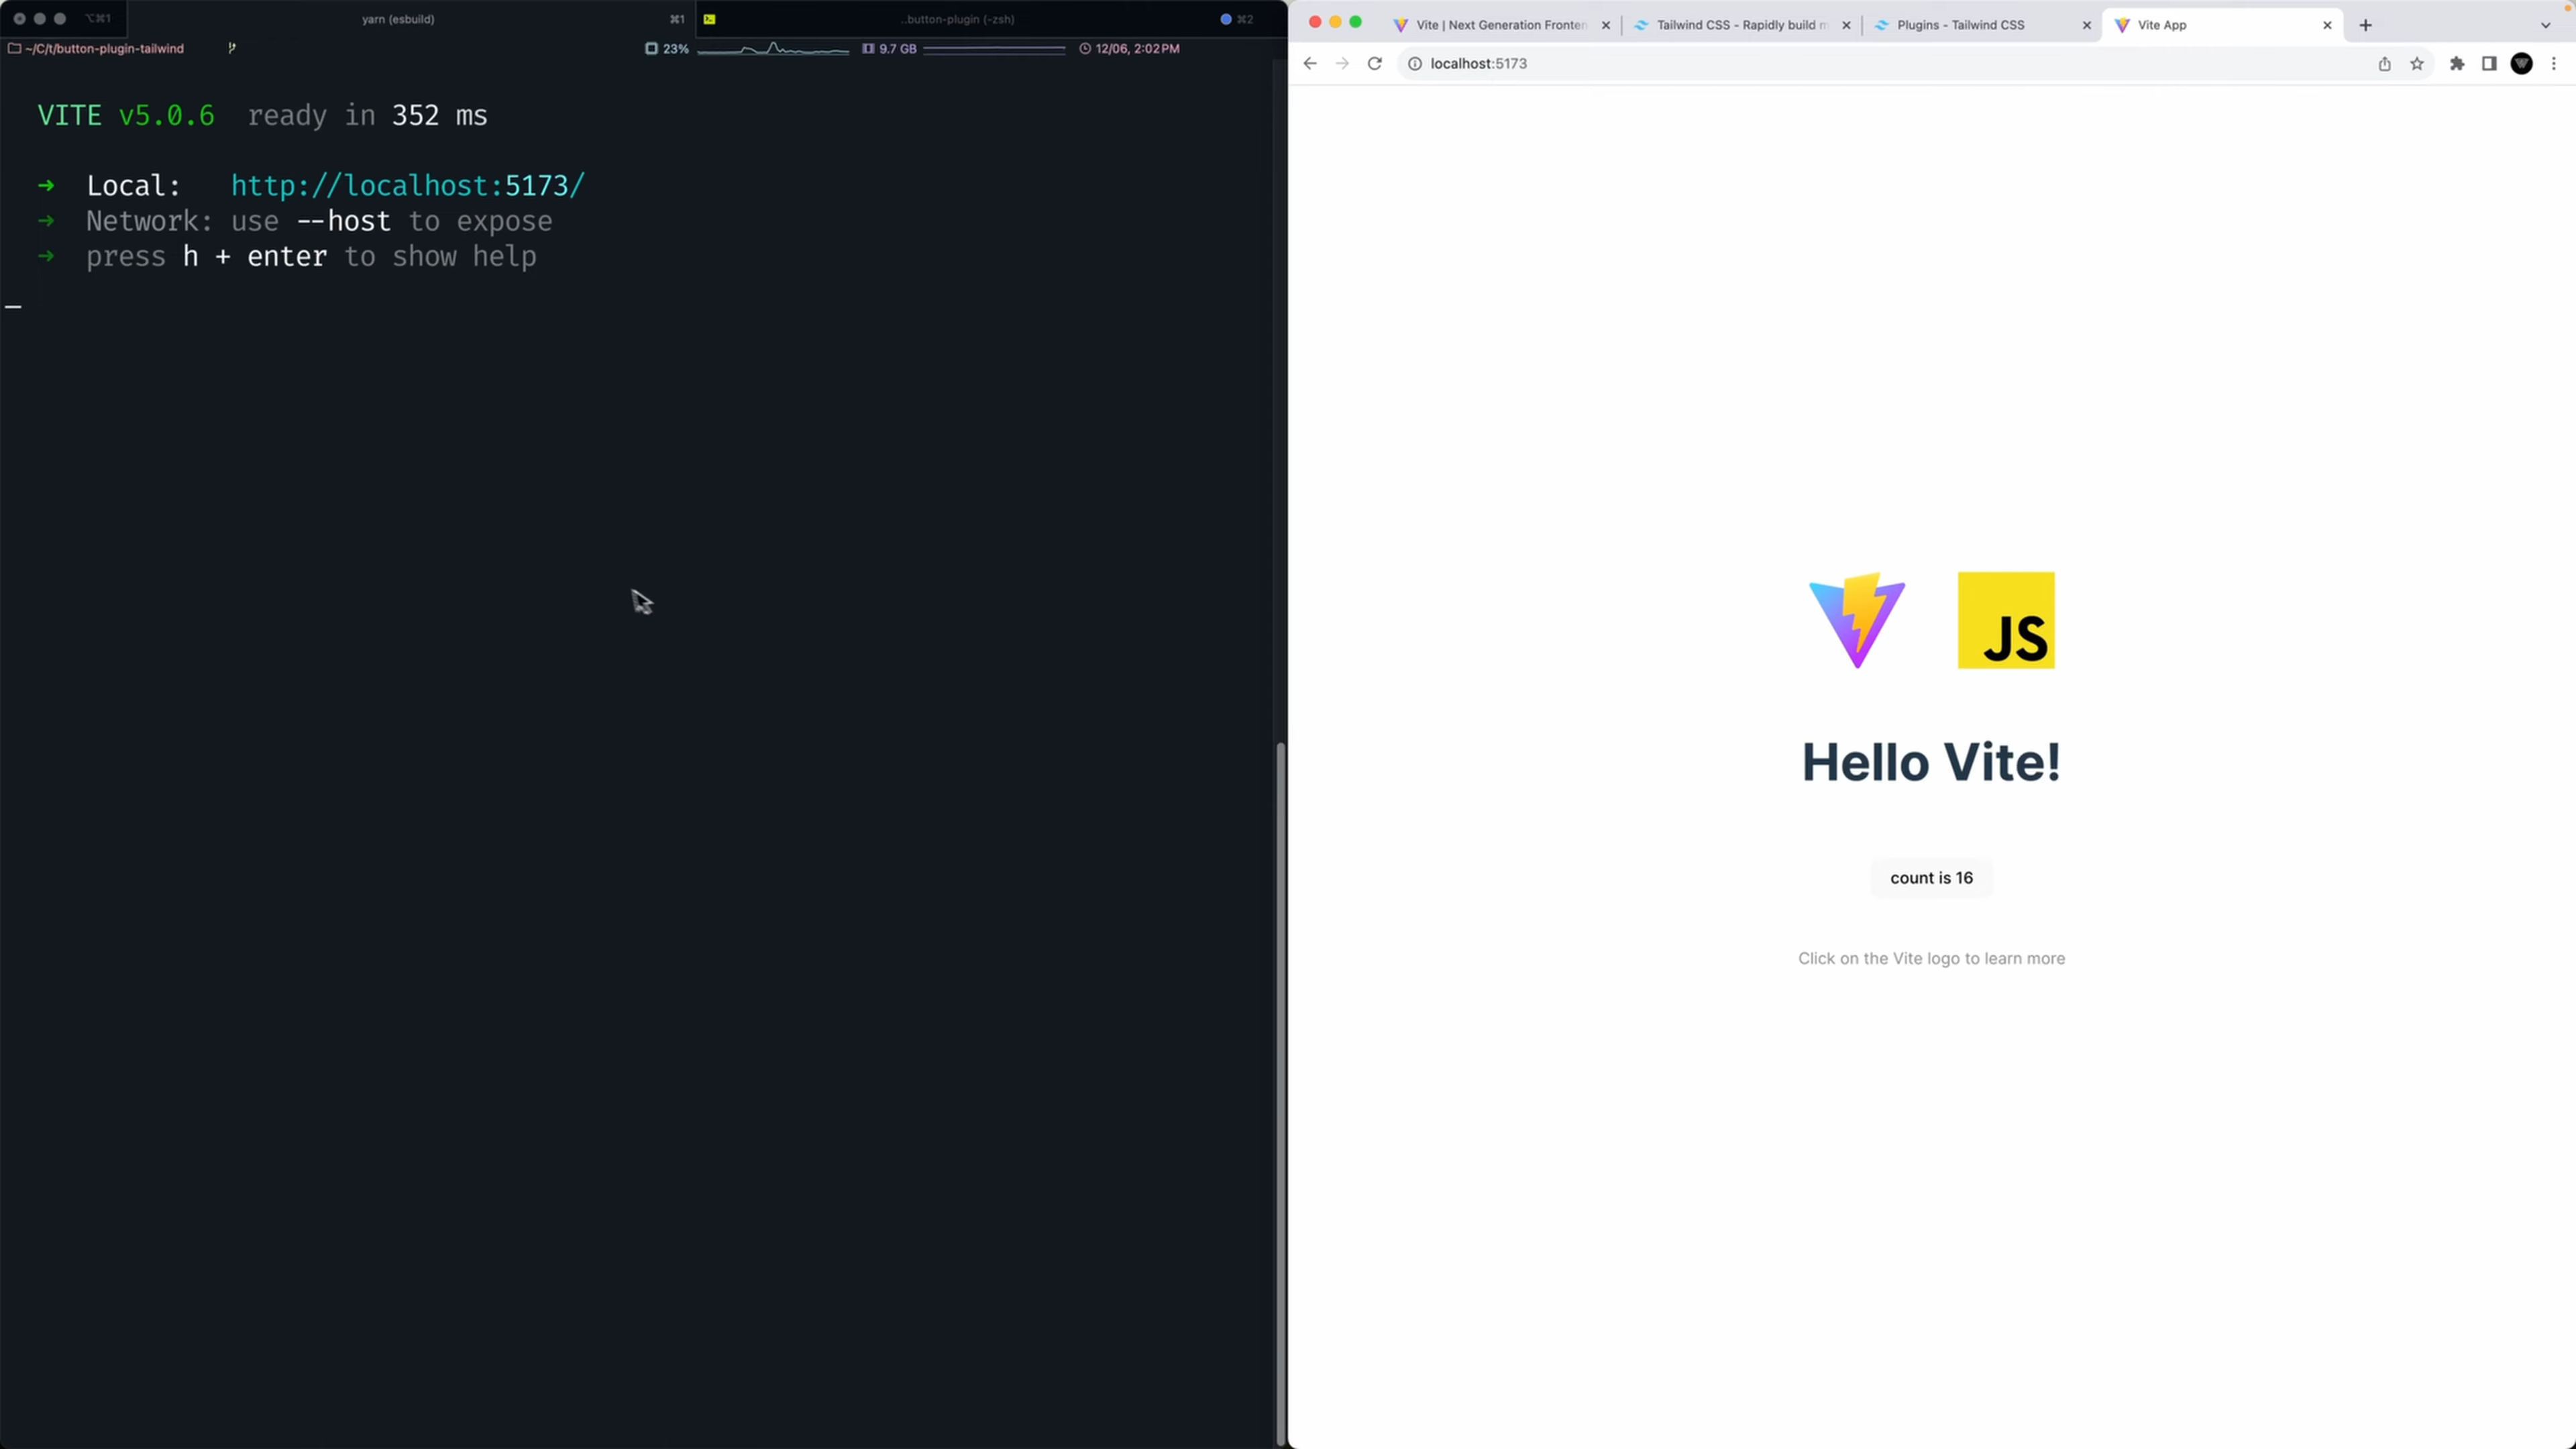 ⌥⌘1
yarn (esbuild)
⌘1
..button-plugin (-zsh)
⌘2
~/C/t/button-plugin-tailwind
23%
9.7 GB
12/06, 2:02 PM
VITE v5.0.6 ready in 352 ms
➜ Local: http://localhost:5173/
➜ Network: use --host to expose
➜ press h + enter to show help
Vite | Next Generation Fronten
Tailwind CSS - Rapidly build m
Plugins - Tailwind CSS
Vite App
localhost:5173
JS
Hello Vite!
count is 16
Click on the Vite logo to learn more